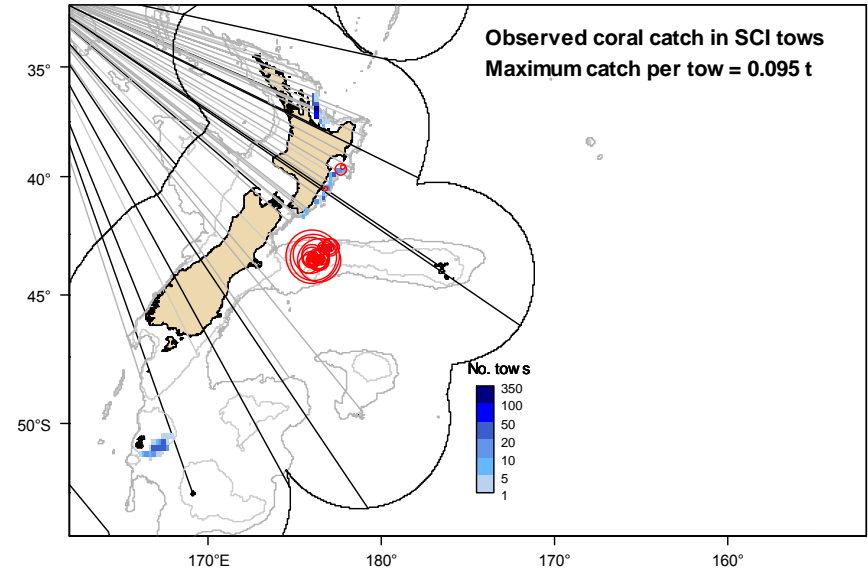 Observed coral catch in SCI tows
Maximum catch per tow = 0.095 t
35°
40°
45°
50°S
No. tows
350
100
50
20
10
5
1
170°E
180°
170°
160°